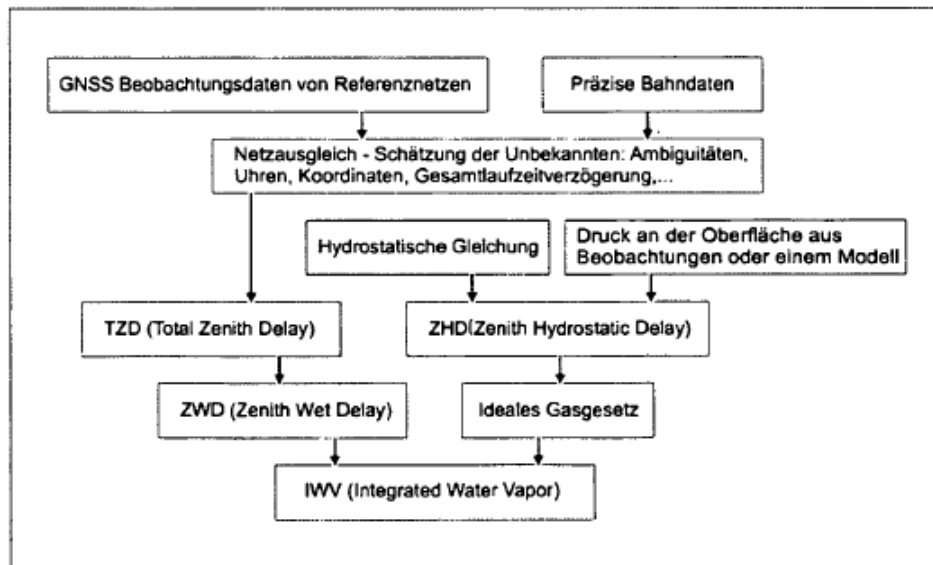 GNSS Beobachtungsdaten von Referenznetzen
Präzise Bahndaten
Netzausgleich - Schätzung der Unbekannten: Ambiguitäten,
Uhren, Koordinaten, Gesamtlaufzeitverzögerung,...
Hydrostatische Gleichung
Druck an der Oberfläche aus
Beobachtungen oder einem Modell
TZD (Total Zenith Delay)
ZHD(Zenith Hydrostatic Delay)
ZWD (Zenith Wet Delay)
Ideales Gasgesetz
IWV (Integrated Water Vapor)